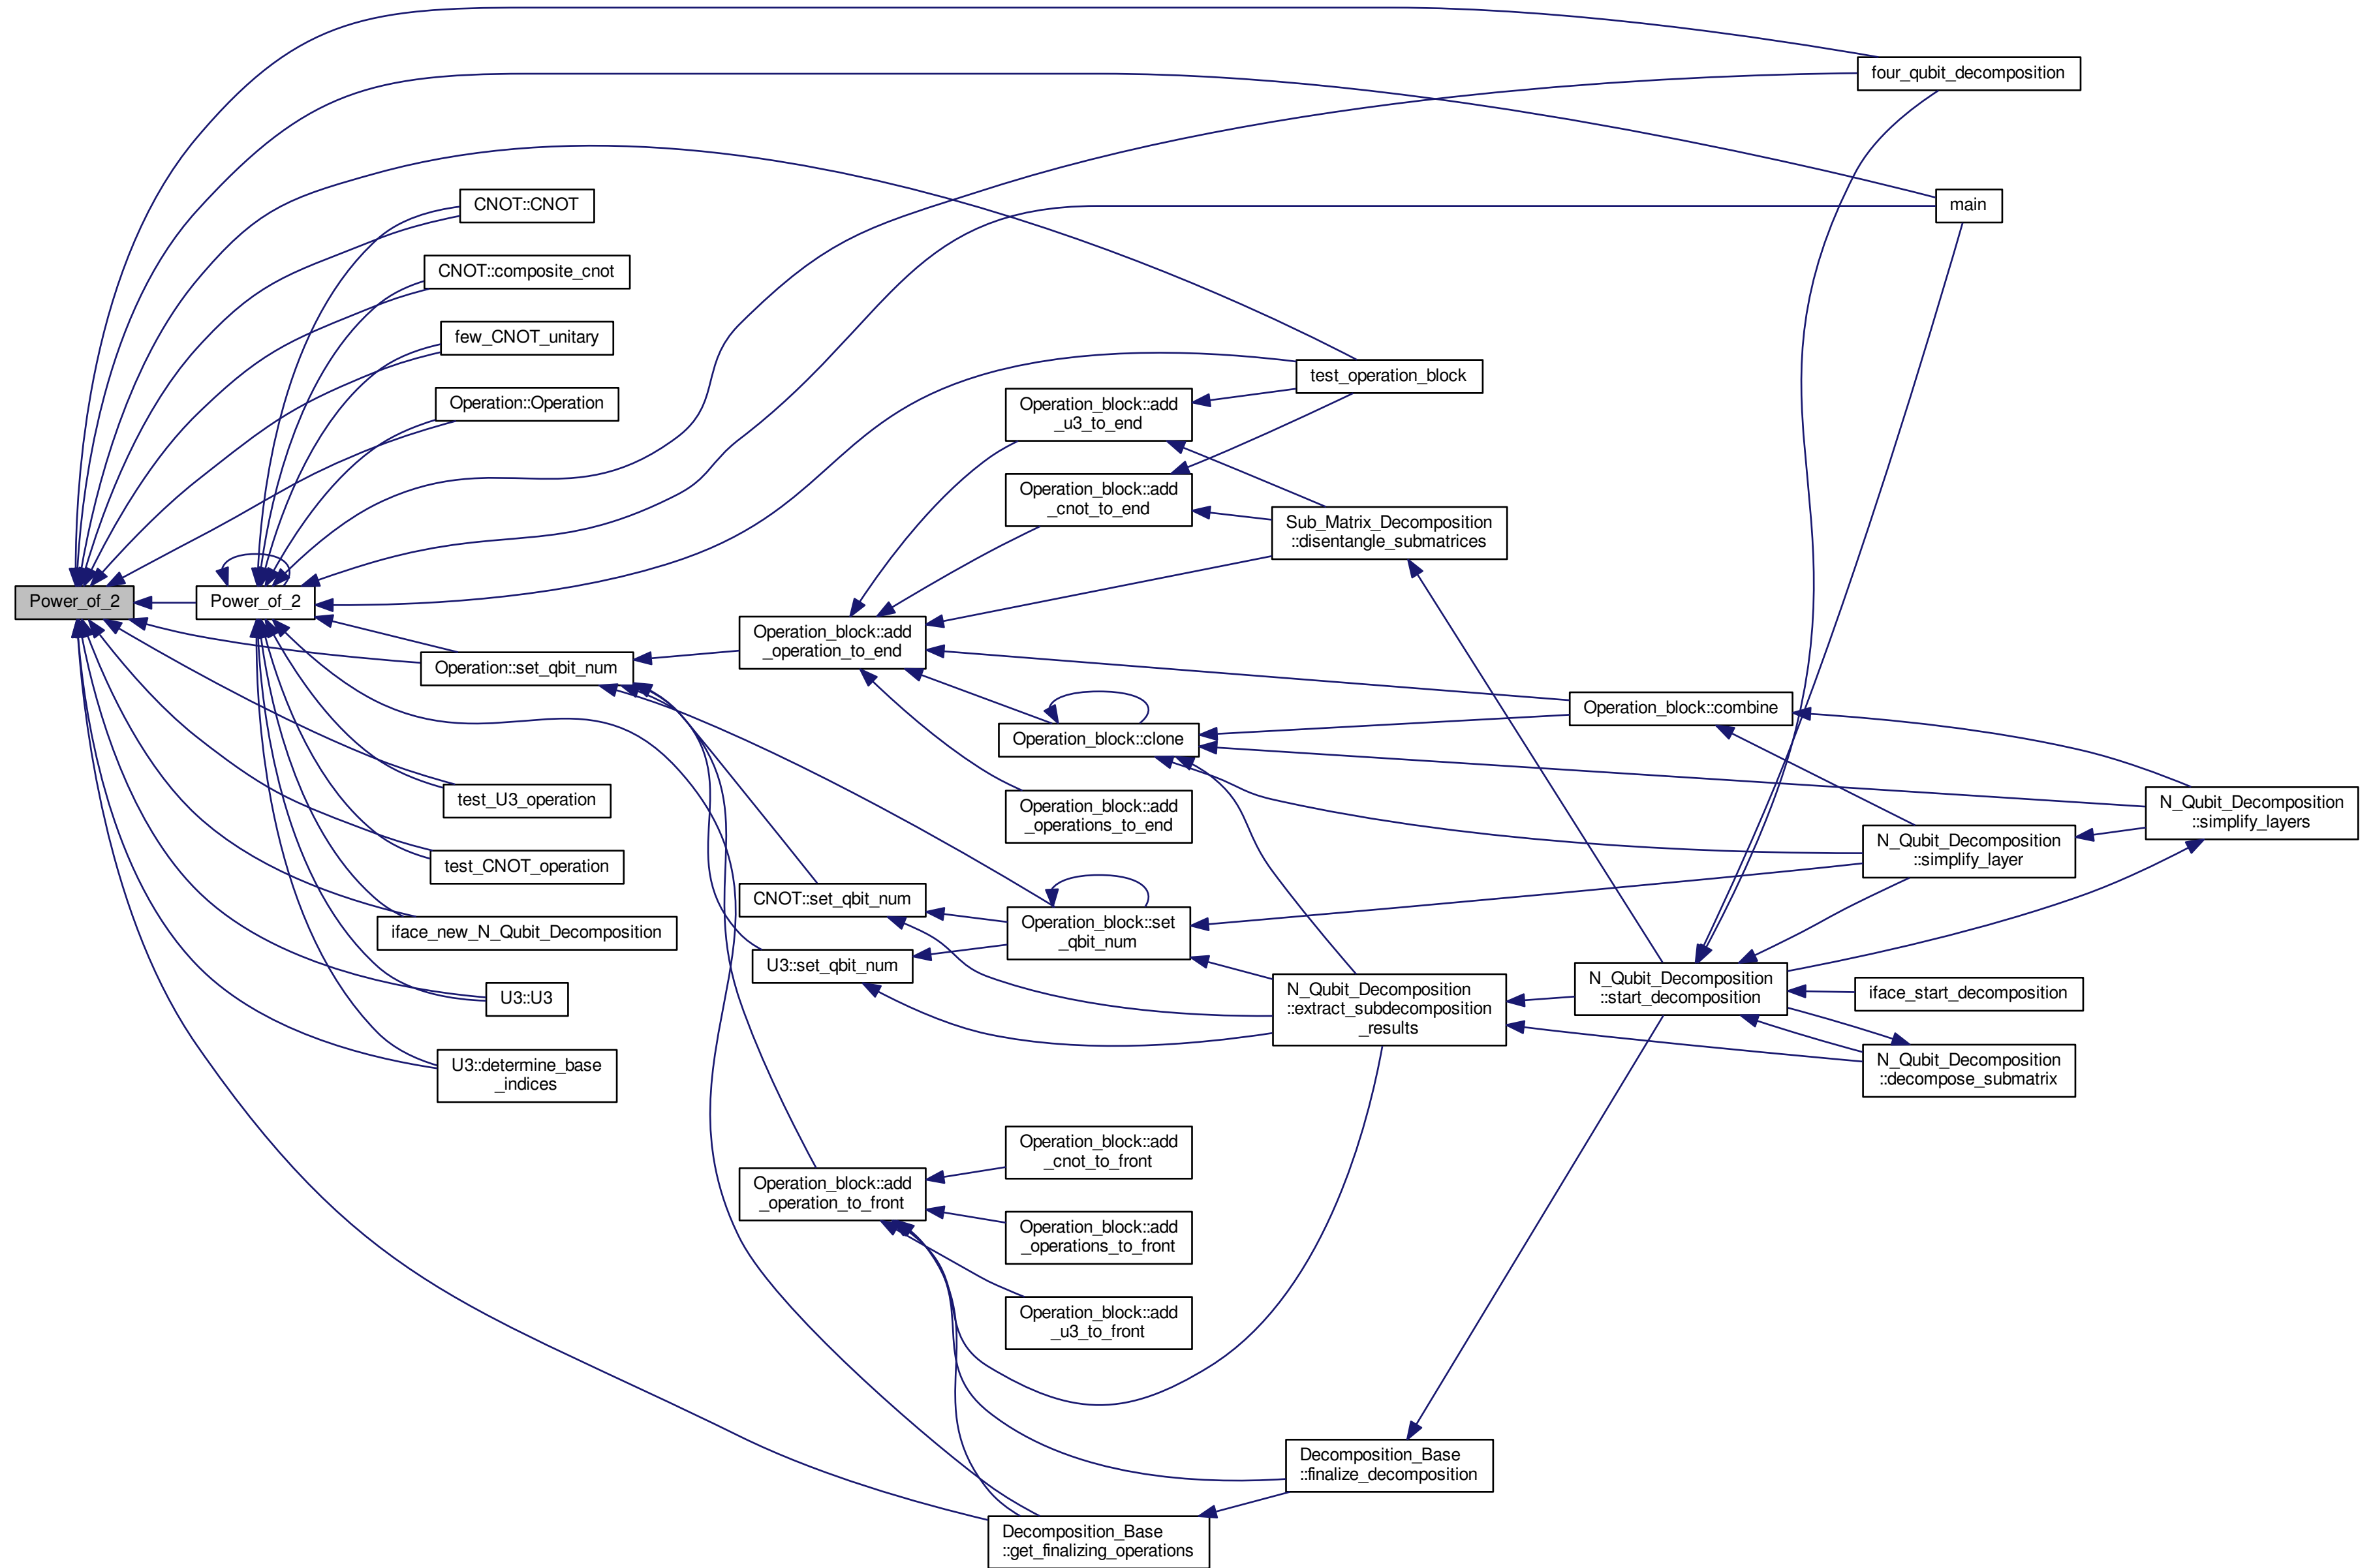 four_qubit_decomposition
main
CNOT::CNOT
CNOT::composite_cnot
few_CNOT_unitary
Operation::Operation
test_operation_block
Operation_block::add
_u3_to_end
Operation_block::add
_cnot_to_end
Sub_Matrix_Decomposition
::disentangle_submatrices
Power_of_2
Power_of_2
Operation::set_qbit_num
Operation_block::add
_operation_to_end
Operation_block::clone
Operation_block::combine
Operation_block::add
_operations_to_end
test_U3_operation
test_CNOT_operation
N_Qubit_Decomposition
::simplify_layers
N_Qubit_Decomposition
::simplify_layer
CNOT::set_qbit_num
Operation_block::set
_qbit_num
iface_new_N_Qubit_Decomposition
U3::set_qbit_num
U3::U3
N_Qubit_Decomposition
::extract_subdecomposition
_results
N_Qubit_Decomposition
::start_decomposition
iface_start_decomposition
N_Qubit_Decomposition
::decompose_submatrix
U3::determine_base
_indices
Operation_block::add
_cnot_to_front
Operation_block::add
_operation_to_front
Operation_block::add
_operations_to_front
Operation_block::add
_u3_to_front
Decomposition_Base
::finalize_decomposition
Decomposition_Base
::get_finalizing_operations